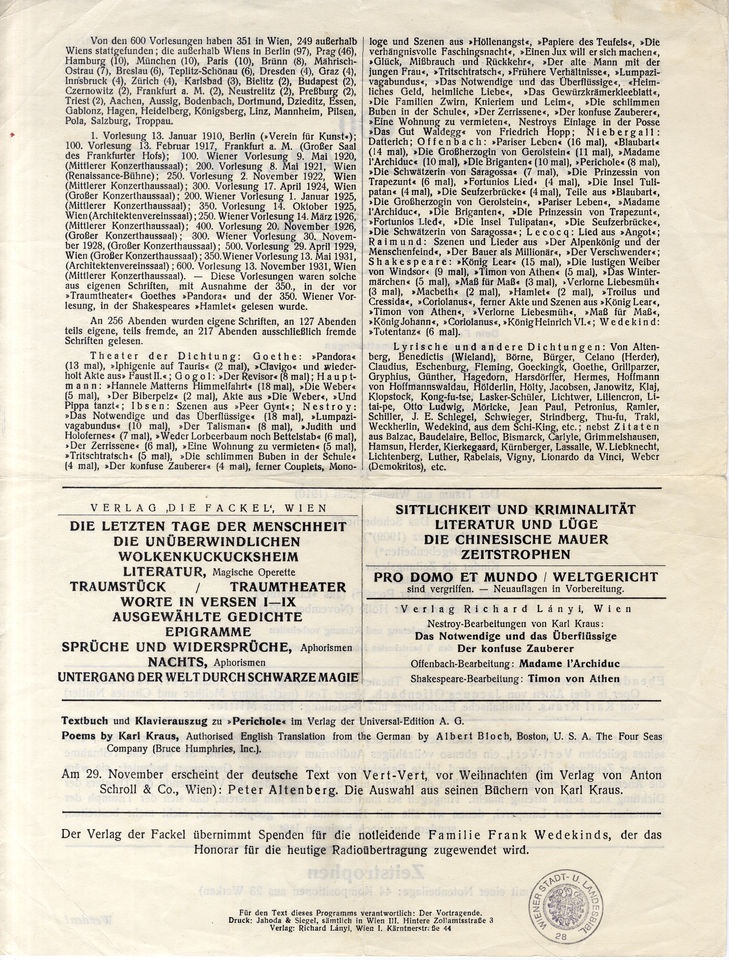 Von den 600 Vorlesungen haben 351 in Wien, 249 außerhalb
Wiens stattgefunden; die außerhalb Wiens in Berlin (97), Prag (46),
Hamburg (10), München (10), Paris (10), Brünn (8), Mährisch-
Ostrau (7), Breslau (6), Teplitz-Schönau (6), Dresden (4), Graz (4),
Innsbruck (4), Zürich (4), Karlsbad (3), Bielitz (2), Budapest (2),
Czernowitz (2), Frankfurt a. M. (2), Neustrelitz (2), Preßburg (2),
Triest (2), Aachen, Aussig, Bodenbach, Dortmund, Dzieditz, Essen,
Gablonz, Hagen, Heidelberg, Königsberg, Linz, Mannheim, Pilsen,
Pola, Salzburg, Troppau.
1. Vorlesung 13. Januar 1910, Berlin (»Verein für Kunst«);
100. Vorlesung 13. Februar 1917, Frankfurt a. M. (Großer Saal
des Frankfurter Hofs); 100. Wiener Vorlesung 9. Mai 1920,
(Mittlerer Konzerthaussaal); 200. Vorlesung 8. Mai 1921, Wien
(Renaissance-Bühne); 250. Vorlesung 2. November 1922, Wien
(Mittlerer Konzerthaussaal); 300. Vorlesung 17. April 1924, Wien
(Großer Konzerthaussaal); 200. Wiener Vorlesung 1. Januar 1925,
(Mittlerer Konzerthaussaal); 350. Vorlesung 14. Oktober 1925,
Wien (Architektenvereinssaal); 250. Wiener Vorlesung 14. März 1926,
(Mittlerer Konzerthaussaal); 400. Vorlesung 20. November 1926,
(Großer Konzerthaussaal); 300. Wiener Vorlesung 30. Novem-
ber 1928, (Großer Konzerthaussaal); 500. Vorlesung 29. April 1929,
Wien (Großer Konzerthaussaal); 350. Wiener Vorlesung 13. Mai 1931,
(Architektenvereinssaal); 600. Vorlesung 13. November 1931, Wien
(Mittlerer Konzerthaussaal). — Diese Vorlesungen waren solche
aus eigenen Schriften, mit Ausnahme der 350., in der vor
»Traumtheater« Goethes »Pandora« und der 350. Wiener Vor-
lesung, in der Shakespeares »Hamlet« gelesen wurde.
An 256 Abenden wurden eigene Schriften, an 127 Abenden
teils eigene, teils fremde, an 217 Abenden ausschließlich fremde
Schriften gelesen.
Theater der Dichtung: Goethe: »Pandora«
(13 mal), »Iphigenie auf Tauris« (2 mal), »Clavigo« und wieder-
holt Akte aus »Faust II.«; Gogol: »Der Revisor« (8 mal); Haupt-
mann: »Hannele Matterns Himmelfahrt« (18 mal), »Die Weber«
(5 mal), »Der Biberpelz« (2 mal), Akte aus »Die Weber«, »Und
Pippa tanzt«; Ibsen: Szenen aus »Peer Gynt«; Nestroy:
»Das Notwendige und das Überflüssige« (18 mal), »Lumpazi-
vagabundus« (10 mal), »Der Talisman« (8 mal), »Judith und
Holofernes« (7 mal), »Weder Lorbeerbaum noch Bettelstab« (6 mal),
»Der Zerrissene« (6 mal), »Eine Wohnung zu vermieten« (5 mal),
»Tritschtratsch« (5 mal), »Die schlimmen Buben in der Schule«
(4 mal), »Der konfuse Zauberer« (4 mal), ferner Couplets, Mono-
loge und Szenen aus »Höllenangst«, »Papiere des Teufels«, »Die
verhängnisvolle Faschingsnacht«, »Einen Jux will er sich machen«,
»Glück, Mißbrauch und Rückkehr«, »Der alte Mann mit der
jungen Frau«, »Tritschtratsch«, »Frühere Verhältnisse«, »Lumpazi-
vagabundus«, »Das Notwendige und das Überflüssige«, »Heim-
liches Geld, heimliche Liebe«, »Das Gewürzkrämerkleeblatt«,
»Die Familien Zwirn, Knieriem und Leim«, »Die schlimmen
Buben in der Schule«, »Der Zerrissene«, »Der konfuse Zauberer«,
»Eine Wohnung zu vermieten«, Nestroys Einlage in der Posse
»Das Gut Waldegg« von Friedrich Hopp; Niebergall:
Datterich; Offenbach: »Pariser Leben« (16 mal), »Blaubart«
(14 mal), »Die Großherzogin von Gerolstein« (11 mal), »Madame
l'Archiduc« (10 mal), »Die Briganten« (10 mal), »Perichole« (8 mal),
»Die Schwätzerin von Saragossa« (7 mal), »Die Prinzessin von
Trapezunt« (6 mal), »Fortunios Lied« (4 mal), »Die Insel Tuli-
patan« (4 mal), »Die Seufzerbrücke« (4 mal), Teile aus »Blaubart«,
»Die Großherzogin von Gerolstein«, »Pariser Leben«, »Madame
l'Archiduc«, »Die Briganten«, »Die Prinzessin von Trapezunt«,
»Fortunios Lied«, »Die Insel Tulipatan«, »Die Seufzerbrücke«,
»Die Schwätzerin von Saragossa«; Lecocq: Lied aus »Angot«;
Raimund: Szenen und Lieder aus »Der Alpenkönig und der
Menschenfeind«, »Der Bauer als Millionär«, »Der Verschwender«;
Shakespeare: »König Lear« (15 mal), »Die lustigen Weiber
von Windsor« (9 mal), »Timon von Athen« (5 mal), »Das Winter-
märchen« (5 mal), »Maß für Maß« (3 mal), »Verlorne Liebesmüh«
(3 mal), »Macbeth« (2 mal), »Hamlet« (2 mal), »Troilus und
Cressida«, »Coriolanus«, ferner Akte und Szenen aus »König Lear«,
»Timon von Athen«, »Verlorne Liebesmüh«, »Maß für Maß«,
»König Johann«, »Coriolanus«, »König Heinrich VI.«; Wedekind:
»Totentanz« (6 mal).
Lyrische und andere Dichtungen: Von Alten-
berg, Benedictis (Wieland), Börne, Bürger, Celano (Herder),
Claudius, Eschenburg, Fleming, Goeckingk, Goethe, Grillparzer,
Gryphius, Günther, Hagedorn, Harsdörffer, Hermes, Hoffmann
von Hoffmannswaldau, Hölderlin, Hölty, Jacobsen, Janowitz, Klaj,
Klopstock, Kong-fu-tse, Lasker-Schüler, Lichtwer, Liliencron, Li-
tai-pe, Otto Ludwig, Möricke, Jean Paul, Petronius, Ramler,
Schiller, J. E. Schlegel, Schwieger, Strindberg, Thu-fu, Trakl,
Weckherlin, Wedekind, aus dem Schi-King, etc.; nebst Zitaten
aus Balzac, Baudelaire, Belloc, Bismarck, Carlyle, Grimmelshausen,
Hamsun, Herder, Kierkegaard, Kürnberger, Lassalle, W. Liebknecht,
Lichtenberg, Luther, Rabelais, Vigny, Lionardo da Vinci, Weber
(Demokritos), etc.
VERLAG ‚DIE FACKEL‘, WIEN
DIE LETZTEN TAGE DER MENSCHHEIT
DIE UNÜBERWINDLICHEN
WOLKENKUCKUCKSHEIM
LITERATUR, Magische Operette
TRAUMSTÜCK / TRAUMTHEATER
WORTE IN VERSEN I—IX
AUSGEWÄHLTE GEDICHTE
EPIGRAMME
SPRÜCHE UND WIDERSPRÜCHE, Aphorismen
NACHTS, Aphorismen
UNTERGANG DER WELT DURCH SCHWARZE MAGIE
SITTLICHKEIT UND KRIMINALITÄT
LITERATUR UND LÜGE
DIE CHINESISCHE MAUER
ZEITSTROPHEN
PRO DOMO ET MUNDO / WELTGERICHT
sind vergriffen. — Neuauflagen in Vorbereitung.
Verlag Richard Lányi, Wien
Nestroy-Bearbeitungen von Karl Kraus:
Das Notwendige und das Überflüssige
Der konfuse Zauberer
Offenbach-Bearbeitung: Madame l'Archiduc
Shakespeare-Bearbeitung: Timon von Athen
Textbuch und Klavierauszug zu »Perichole« im Verlag der Universal-Edition A. G.
Poems by Karl Kraus, Authorised English Translation from the German by Albert Bloch, Boston, U. S. A. The Four Seas
Company (Bruce Humphries, Inc.).
Am 29. November erscheint der deutsche Text von Vert-Vert, vor Weihnachten (im Verlag von Anton
Schroll & Co., Wien): Peter Altenberg. Die Auswahl aus seinen Büchern von Karl Kraus.
Der Verlag der Fackel übernimmt Spenden für die notleidende Familie Frank Wedekinds, der das
Honorar für die heutige Radioübertragung zugewendet wird.
Für den Text dieses Programms verantwortlich: Der Vortragende.
Druck: Jahoda & Siegel, sämtlich in Wien III. Hintere Zollamtsstraße 3
Verlag: Richard Lányi, Wien I. Kärntnerstraße 44
WIENER STADT- U. LANDESBIBL
28